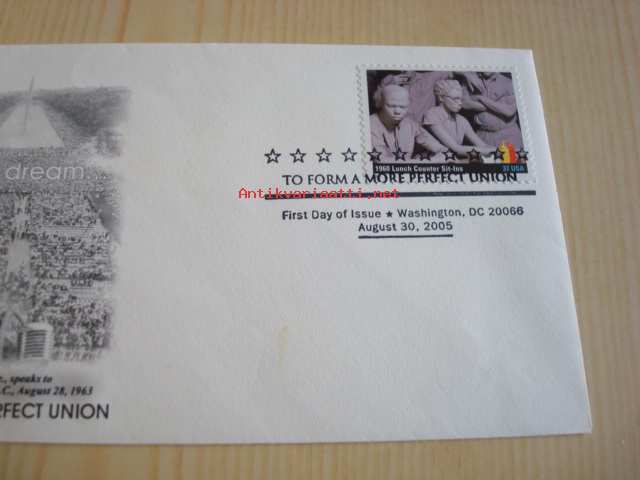 dream...
1960 Lunch Counter Sit-Ins 37 USA
TO FORM A MORE PERFECT UNION
Antikvariaatti.net
First Day of Issue ★ Washington, DC 20066
August 30, 2005
speaks to
August 28, 1963
UNION